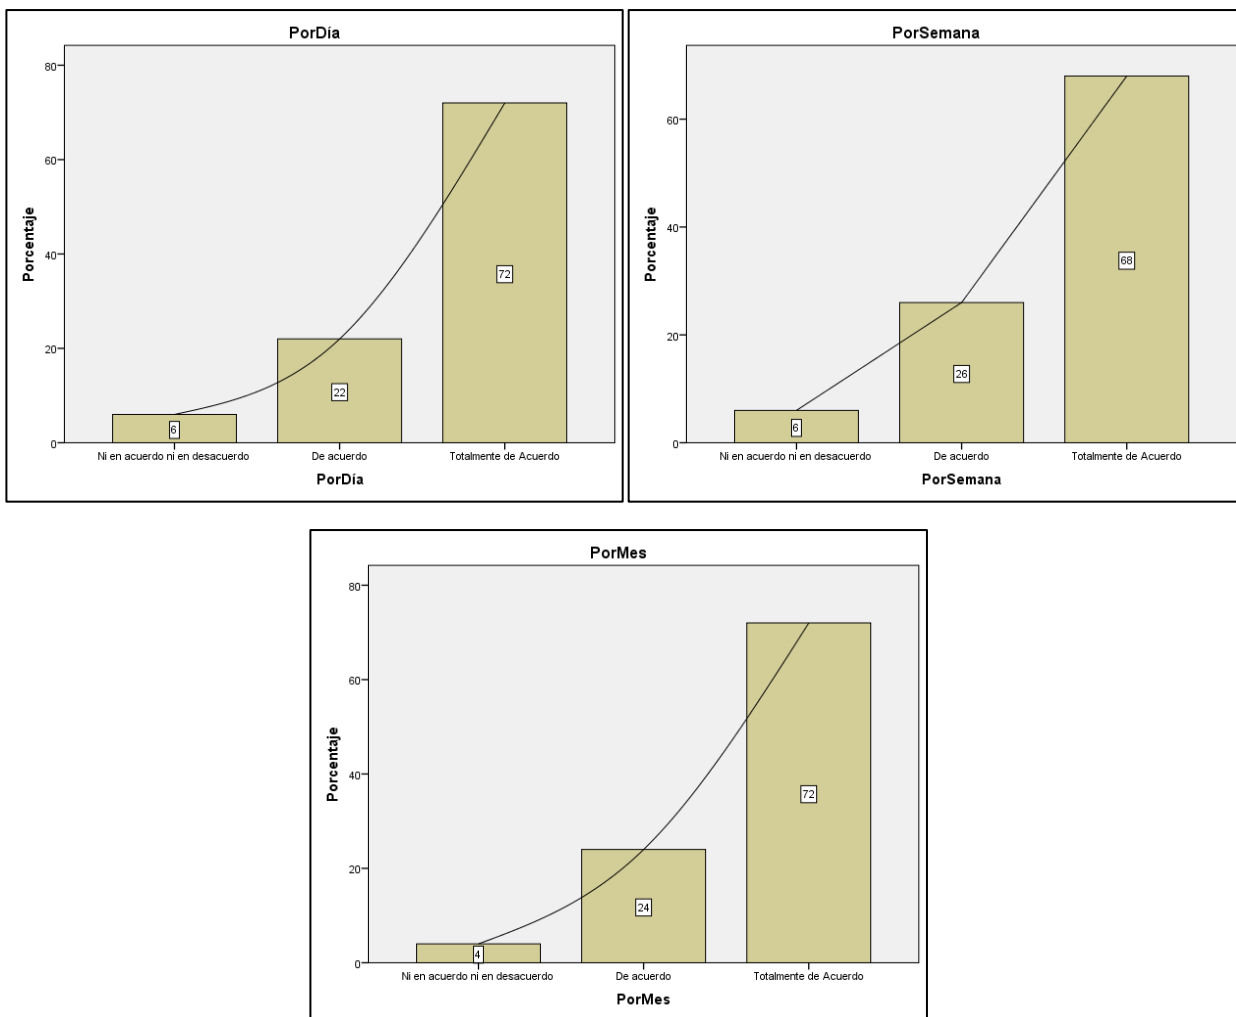 PorDía
Porcentaje
80
60
40
20
0
6
22
72
Ni en acuerdo ni en desacuerdo
De acuerdo
Totalmente de Acuerdo
PorDía
PorSemana
Porcentaje
60
40
20
0
6
26
68
Ni en acuerdo ni en desacuerdo
De acuerdo
Totalmente de Acuerdo
PorSemana
PorMes
Porcentaje
80
60
40
20
0
4
24
72
Ni en acuerdo ni en desacuerdo
De acuerdo
Totalmente de Acuerdo
PorMes